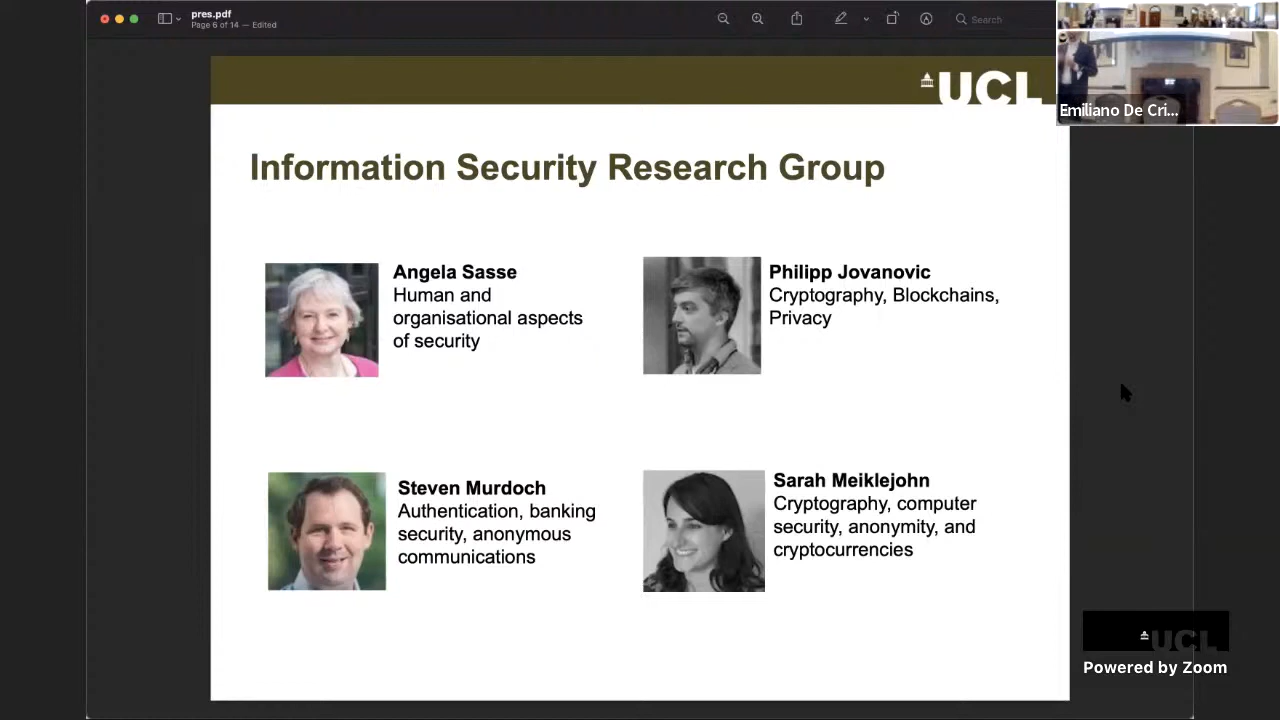 pres.pdf
Page 6 of 14 — Edited
Search
UCL
Emiliano De Cri...
Information Security Research Group
Angela Sasse
Human and
organisational aspects
of security
Philipp Jovanovic
Cryptography, Blockchains,
Privacy
Steven Murdoch
Authentication, banking
security, anonymous
communications
Sarah Meiklejohn
Cryptography, computer
security, anonymity, and
cryptocurrencies
UCL
Powered by Zoom